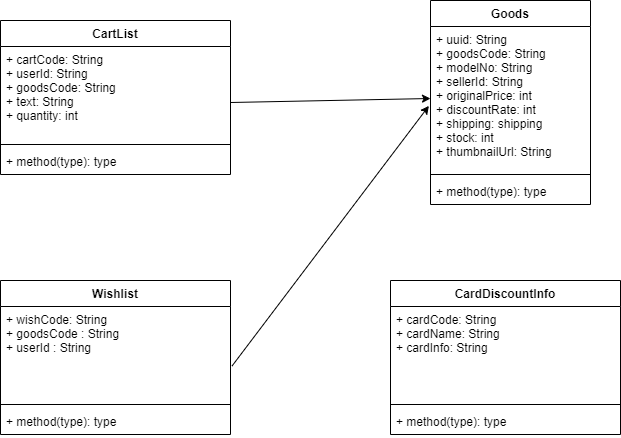 CartList
+ cartCode: String
+ userId: String
+ goodsCode: String
+ text: String
+ quantity: int
+ method(type): type
Goods
+ uuid: String
+ goodsCode: String
+ modelNo: String
+ sellerId: String
+ originalPrice: int
+ discountRate: int
+ shipping: shipping
+ stock: int
+ thumbnailUrl: String
+ method(type): type
Wishlist
+ wishCode: String
+ goodsCode : String
+ userId : String
+ method(type): type
CardDiscountInfo
+ cardCode: String
+ cardName: String
+ cardInfo: String
+ method(type): type